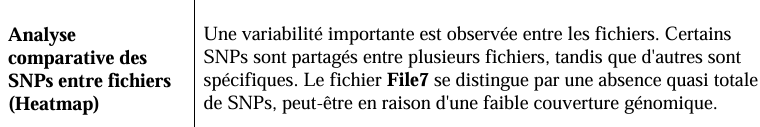 Analyse
comparative des
SNPs entre fichiers
(Heatmap)
Une variabilité importante est observée entre les fichiers. Certains
SNPs sont partagés entre plusieurs fichiers, tandis que d'autres sont
spécifiques. Le fichier File7 se distingue par une absence quasi totale
de SNPs, peut-être en raison d'une faible couverture génomique.